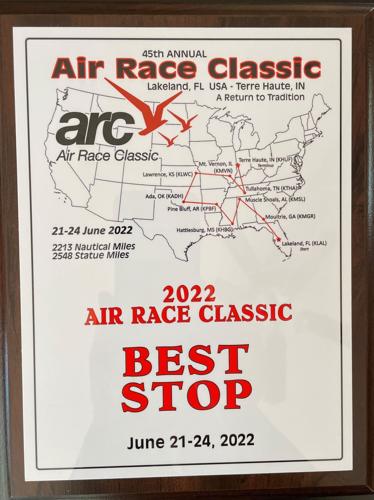 45th ANNUAL
Air Race Classic
Lakeland, FL USA - Terre Haute, IN
A Return to Tradition
arc
Air Race Classic
Mt. Vernon, IL
(KMVN)
Terre Haute, IN (KHUF)
Terminus
Lawrence, KS (KLWC)
Tullahoma, TN (KTHA)
Ada, OK (KADH)
Muscle Shoals, AL (KMSL)
Pine Bluff, AR (KPBF)
Moultrie, GA (KMGR)
21-24 June 2022
Hattiesburg, MS (KHBG)
Lakeland, FL (KLAL)
Start
2213 Nautical Miles
2548 Statue Miles
2022
AIR RACE CLASSIC
BEST
STOP
June 21-24, 2022